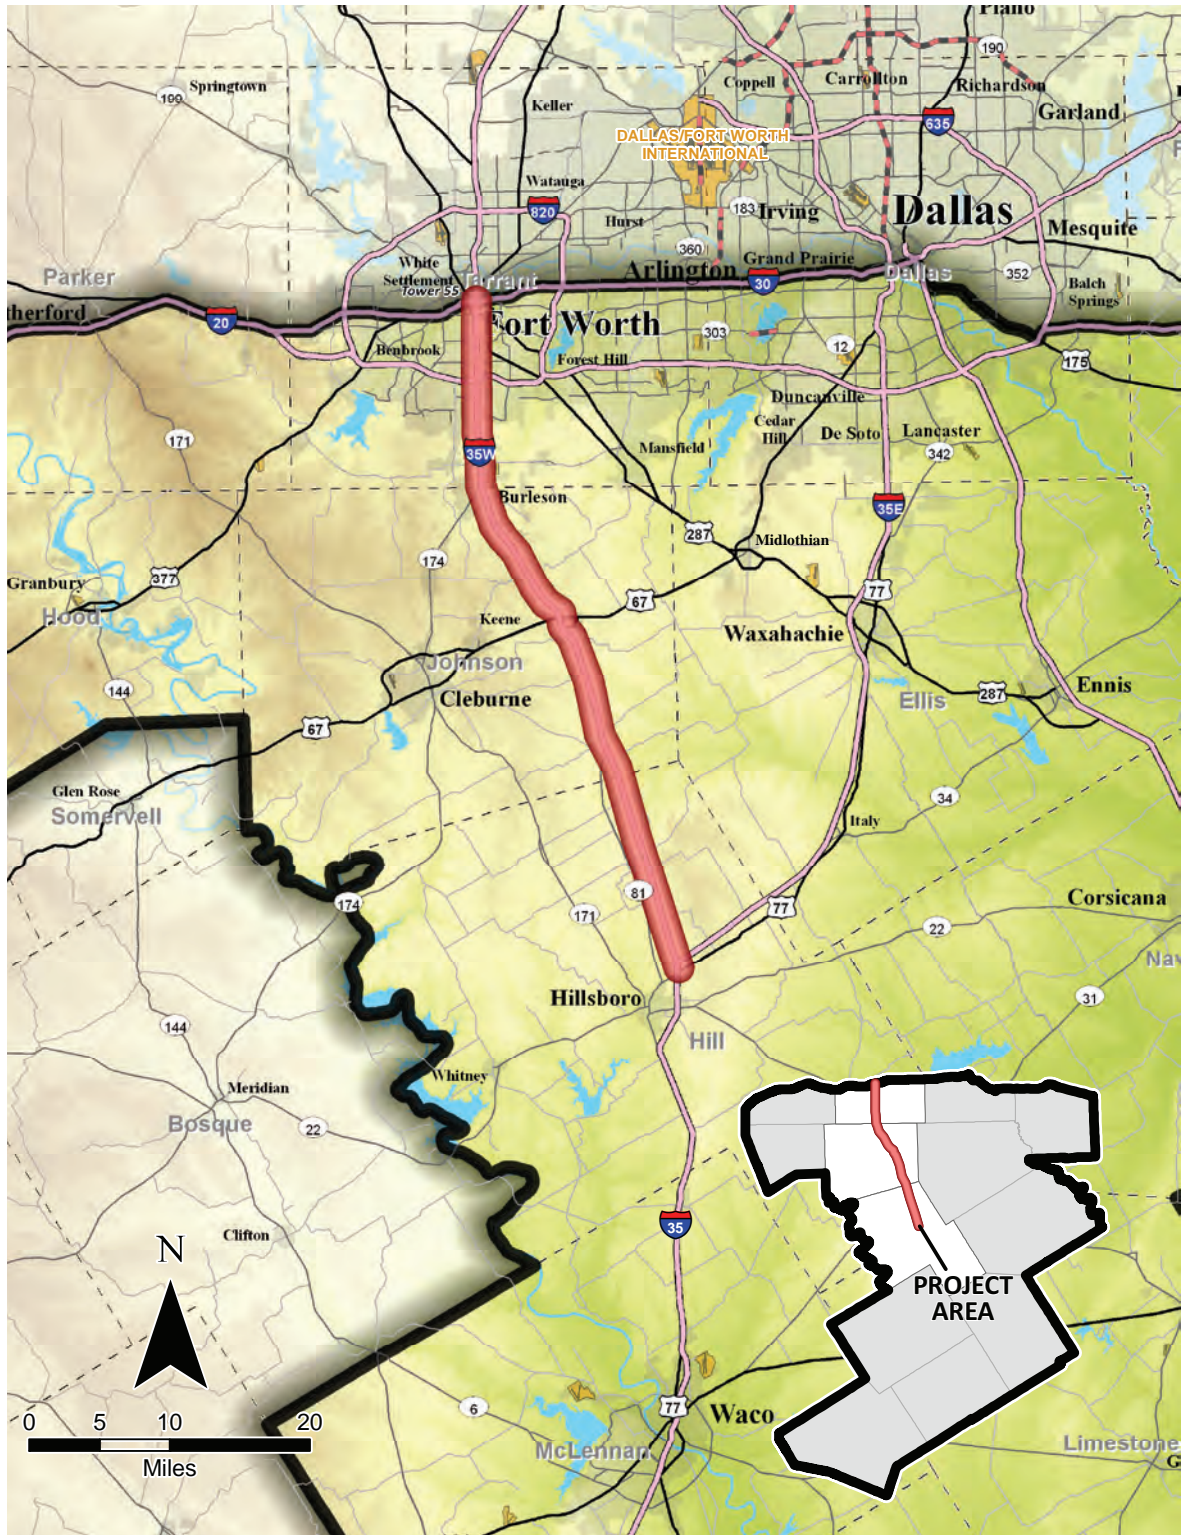 Plano
190
Coppell
Carrollton
Richardson
Springtown
199
Keller
Garland
635
DALLAS/FORT WORTH
INTERNATIONAL
Watauga
820
Hurst
183
Irving
Dallas
Mesquite
360
White
Settlement
Tower 55
Tarrant
Parker
Arlington
Grand Prairie
30
Dallas
352
Balch
Springs
therford
20
Fort Worth
303
12
Benbrook
Forest Hill
175
Duncanville
Cedar
Hill
De Soto
Lancaster
171
Mansfield
342
35W
Burleson
35E
287
Midlothian
174
Granbury
377
Hood
67
77
Keene
Waxahachie
Johnson
144
Cleburne
Ellis
287
Ennis
67
Glen Rose
Somervell
34
Italy
81
171
77
174
Corsicana
22
Nav
Hillsboro
31
144
Hill
Whitney
Meridian
Bosque
22
35
Clifton
N
PROJECT
AREA
0 5 10 20
Miles
6
77
Waco
McLennan
Limestone
G